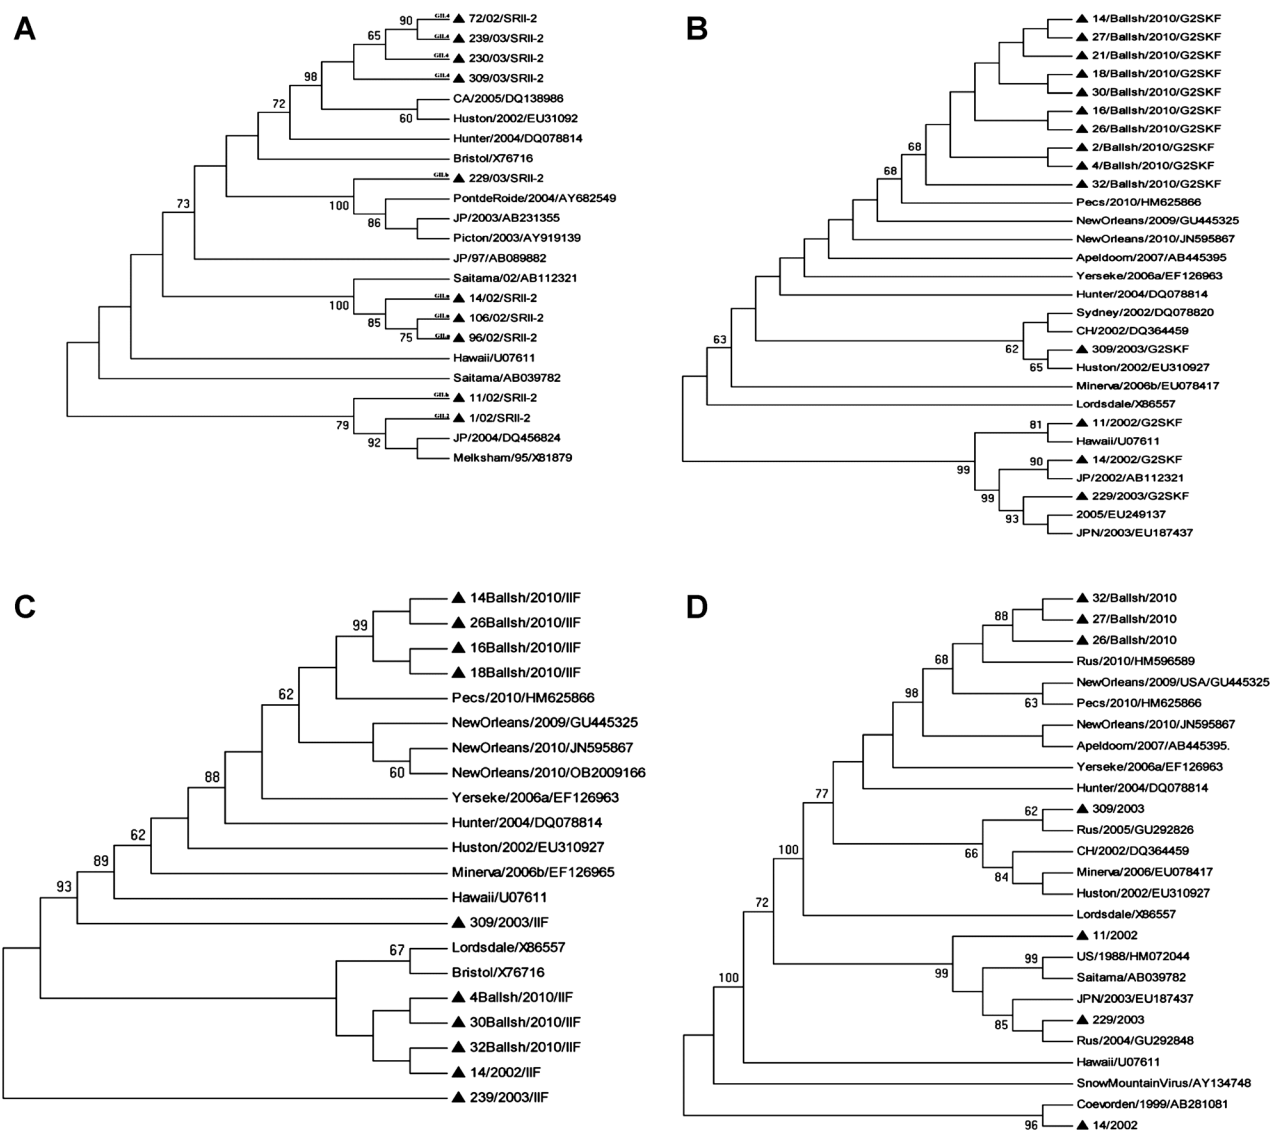 A
90
GII.4 72/02/SRII-2
65
GII.4 239/03/SRII-2
GII.4 230/03/SRII-2
98
GII.4 309/03/SRII-2
CA/2005/DQ138986
72
60
Huston/2002/EU31092
Hunter/2004/DQ078814
Bristol/X76716
GII.b 229/03/SRII-2
100
PontdeRoide/2004/AY682549
86
JP/2003/AB231355
73
Picton/2003/AY919139
JP/97/AB089882
Saitama/02/AB112321
100
14/02/SRII-2
85
106/02/SRII-2
75
96/02/SRII-2
Hawaii/U07611
Saitama/AB039782
11/02/SRII-2
79
1/02/SRII-2
92
JP/2004/DQ456824
Melksham/95/X81879
B
14/Ballsh/2010/G2SKF
27/Ballsh/2010/G2SKF
21/Ballsh/2010/G2SKF
18/Ballsh/2010/G2SKF
30/Ballsh/2010/G2SKF
16/Ballsh/2010/G2SKF
26/Ballsh/2010/G2SKF
68
2/Ballsh/2010/G2SKF
4/Ballsh/2010/G2SKF
68
32/Ballsh/2010/G2SKF
Pecs/2010/HM625866
NewOrleans/2009/GU445325
NewOrleans/2010/JN595867
Apeldoorn/2007/AB445395
Yerseke/2006a/EF126963
Hunter/2004/DQ078814
Sydney/2002/DQ078820
CH/2002/DQ364459
63
62
309/2003/G2SKF
65
Huston/2002/EU310927
Minerva/2006b/EU078417
Lordsdale/X86557
81
11/2002/G2SKF
Hawaii/U07611
99
90
14/2002/G2SKF
JP/2002/AB112321
99
229/2003/G2SKF
93
2005/EU249137
JPN/2003/EU187437
C
14Ballsh/2010/IIF
99
26Ballsh/2010/IIF
16Ballsh/2010/IIF
18Ballsh/2010/IIF
62
Pecs/2010/HM625866
NewOrleans/2009/GU445325
NewOrleans/2010/JN595867
60
NewOrleans/2010/OB2009166
88
Yerseke/2006a/EF126963
Hunter/2004/DQ078814
62
Huston/2002/EU310927
89
Minerva/2006b/EF126965
93
Hawaii/U07611
309/2003/IIF
67
Lordsdale/X86557
Bristol/X76716
4Ballsh/2010/IIF
30Ballsh/2010/IIF
32Ballsh/2010/IIF
14/2002/IIF
239/2003/IIF
D
32/Ballsh/2010
88
27/Ballsh/2010
26/Ballsh/2010
68
Rus/2010/HM596589
NewOrleans/2009/USA/GU445325
98
63
Pecs/2010/HM625866
NewOrleans/2010/JN595867
Apeldoorn/2007/AB445395.
Yerseke/2006a/EF126963
77
Hunter/2004/DQ078814
62
309/2003
Rus/2005/GU292826
66
100
CH/2002/DQ364459
84
Minerva/2006/EU078417
Huston/2002/EU310927
72
Lordsdale/X86557
11/2002
99
99
US/1988/HM072044
Saitama/AB039782
100
JPN/2003/EU187437
85
229/2003
Rus/2004/GU292848
Hawaii/U07611
SnowMountainVirus/AY134748
Coevorden/1999/AB281081
96
14/2002